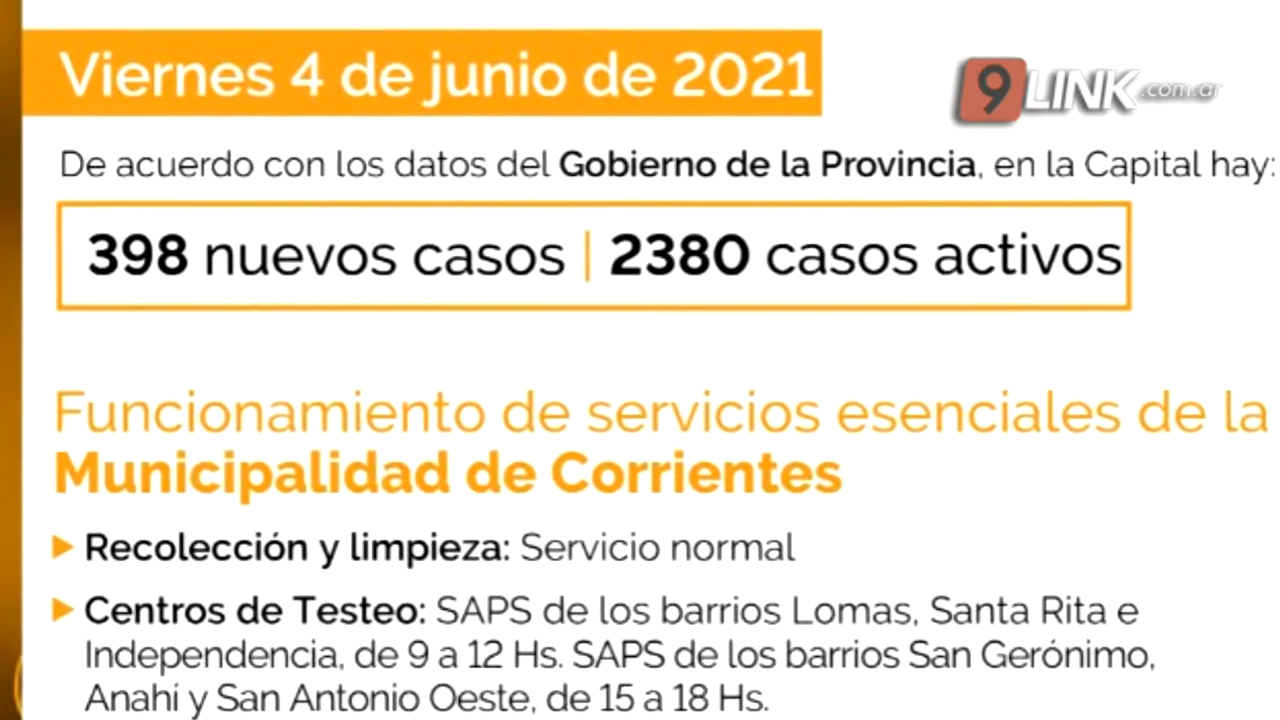 Viernes 4 de junio de 2021
9 LINK.com.ar
De acuerdo con los datos del Gobierno de la Provincia, en la Capital hay:
398 nuevos casos | 2380 casos activos
Funcionamiento de servicios esenciales de la
Municipalidad de Corrientes
Recolección y limpieza: Servicio normal
Centros de Testeo: SAPS de los barrios Lomas, Santa Rita e
Independencia, de 9 a 12 Hs. SAPS de los barrios San Gerónimo,
Anahí y San Antonio Oeste, de 15 a 18 Hs.